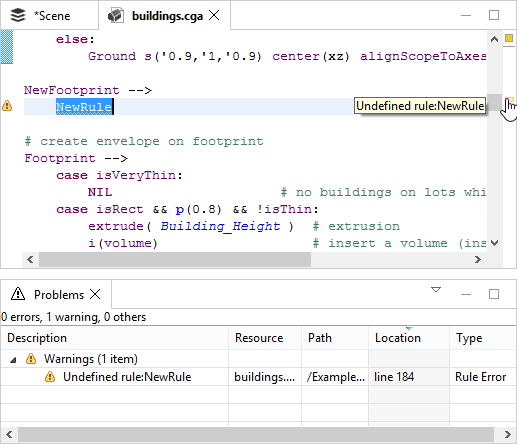 *Scene buildings.cga
else:
Ground s('0.9,'1,'0.9) center(xz) alignScopeToAxes
NewFootprint -->
NewRule
Undefined rule:NewRule
# create envelope on footprint
Footprint -->
case isVeryThin:
NIL # no buildings on lots whi
case isRect && p(0.8) && !isThin:
extrude( Building_Height ) # extrusion
i(volume) # insert a volume (ins
Problems
0 errors, 1 warning, 0 others
Description Resource Path Location Type
Warnings (1 item)
Undefined rule:NewRule buildings.... /Example... line 184 Rule Error